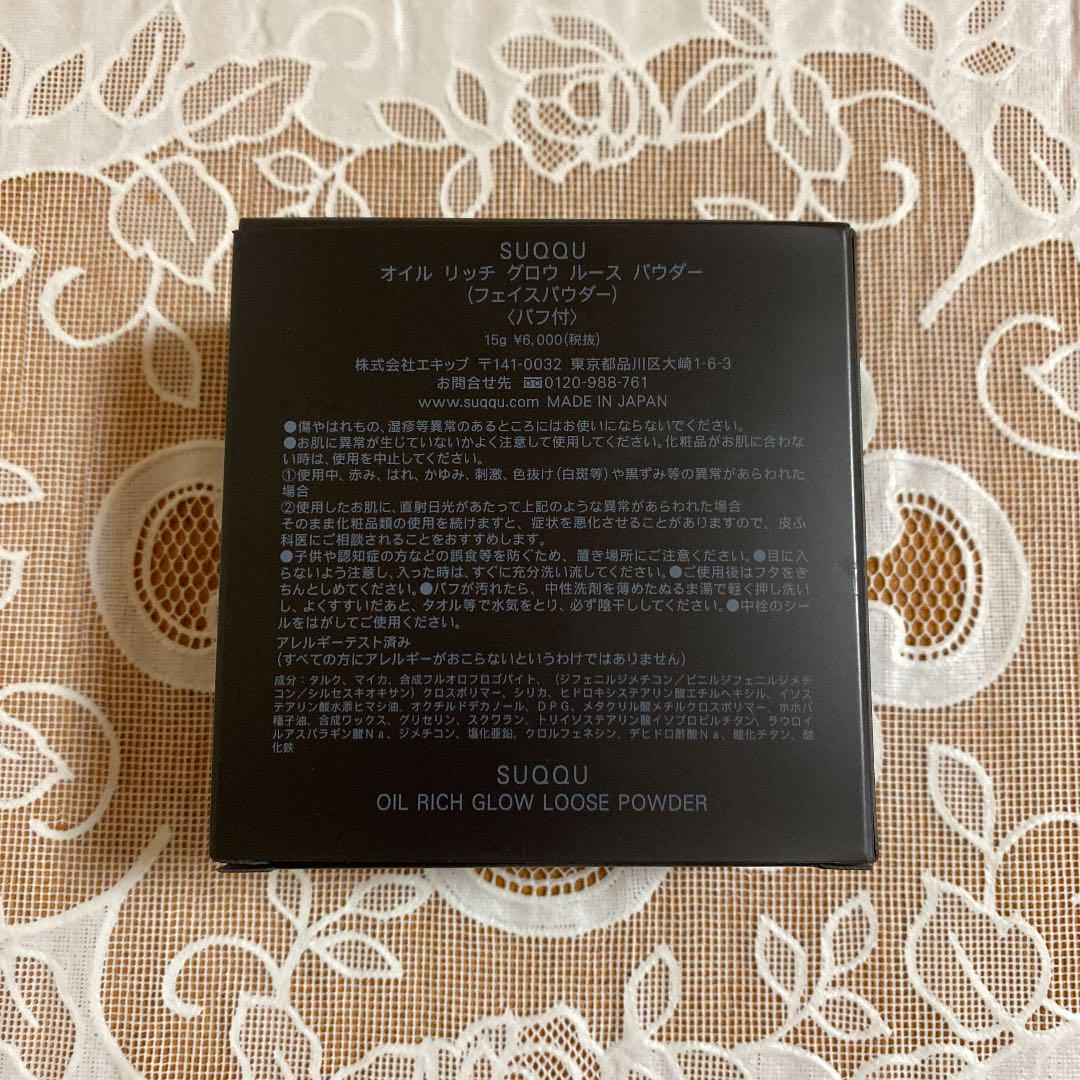 SUQQU
オイル リッチ グロウ ルース パウダー
(フェイスパウダー)
〈パフ付〉
15g ¥6,000(税抜)
株式会社エキップ 〒141-0032 東京都品川区大崎1-6-3
お問合せ先 0120-988-761
www.suqqu.com MADE IN JAPAN
●傷やはれもの、湿疹等異常のあるところにはお使いにならないでください。
●お肌に異常が生じていないかよく注意して使用してください。化粧品がお肌に合わな
い時は、使用を中止してください。
①使用中、赤み、はれ、かゆみ、刺激、色抜け(白斑等)や黒ずみ等の異常があらわれた
場合
②使用したお肌に、直射日光があたって上記のような異常があらわれた場合
そのまま化粧品類の使用を続けますと、症状を悪化させることがありますので、皮ふ
科医にご相談されることをおすすめします。
●子供や認知症の方などの誤食等を防ぐため、置き場所にご注意ください。●目に入
らないよう注意し、入った時は、すぐに充分洗い流してください。●ご使用後はフタをき
ちんとしめてください。●パフが汚れたら、中性洗剤を薄めたぬるま湯で軽く押し洗い
し、よくすすいだあと、タオル等で水気をとり、必ず陰干ししてください。●中栓のシー
ルをはがしてご使用ください。
アレルギーテスト済み
(すべての方にアレルギーがおこらないというわけではありません)
成分：タルク、マイカ、合成フルオロフロゴパイト、(ジフェニルジメチコン／ビニルジフェニルジメチ
コン／シルセスキオキサン)クロスポリマー、シリカ、ヒドロキシステアリン酸エチルヘキシル、イソス
テアリン酸水添ヒマシ油、オクチルドデカノール、DPG、メタクリル酸メチルクロスポリマー、ホホバ
種子油、合成ワックス、グリセリン、スクワラン、トリイソステアリン酸イソプロピルチタン、ラウロイ
ルアスパラギン酸Na、ジメチコン、塩化亜鉛、クロルフェネシン、デヒドロ酢酸Na、酸化チタン、酸
化鉄
SUQQU
OIL RICH GLOW LOOSE POWDER